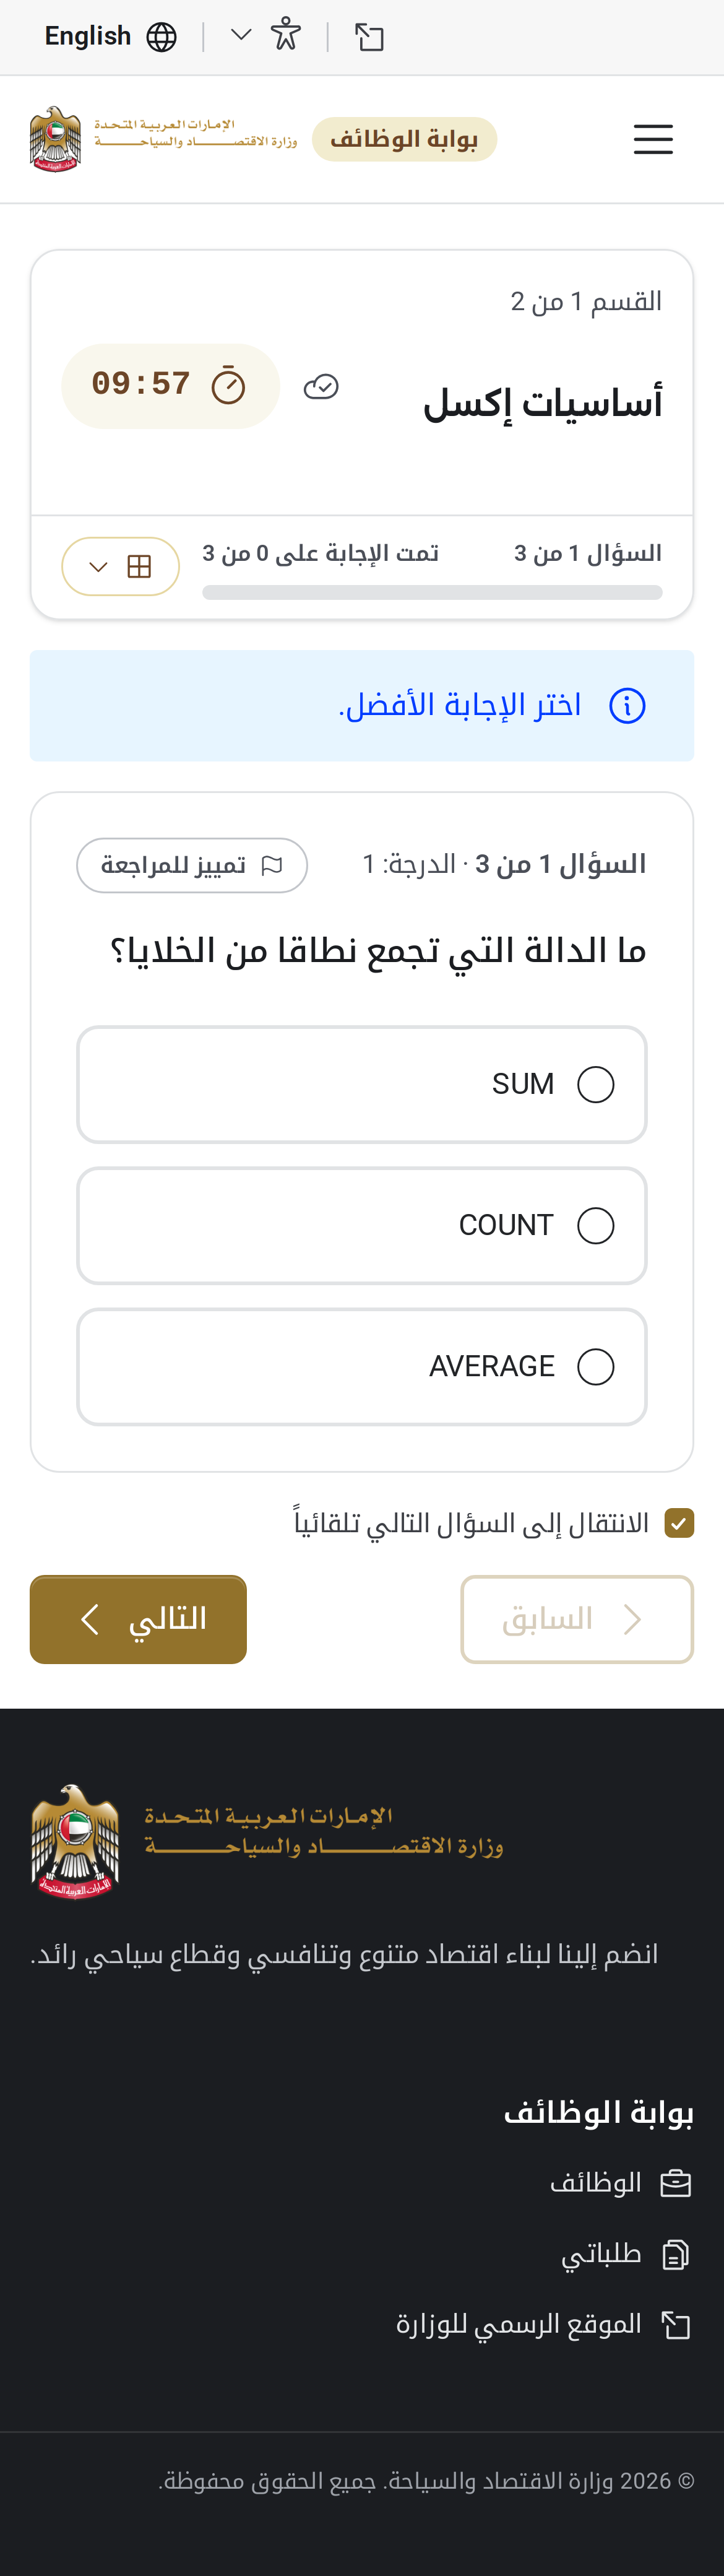 English
الإمارات العربية المتحدة
وزارة الاقتصاد والسياحة
بوابة الوظائف
القسم 1 من 2
أساسيات إكسل
09:57
السؤال 1 من 3
تمت الإجابة على 0 من 3
اختر الإجابة الأفضل.
السؤال 1 من 3 · الدرجة: 1
تمييز للمراجعة
ما الدالة التي تجمع نطاقا من الخلايا؟
SUM
COUNT
AVERAGE
الانتقال إلى السؤال التالي تلقائياً
السابق
التالي
الإمارات العربية المتحدة
وزارة الاقتصاد والسياحة
انضم إلينا لبناء اقتصاد متنوع وتنافسي وقطاع سياحي رائد.
بوابة الوظائف
الوظائف
طلباتي
الموقع الرسمي للوزارة
© 2026 وزارة الاقتصاد والسياحة. جميع الحقوق محفوظة.